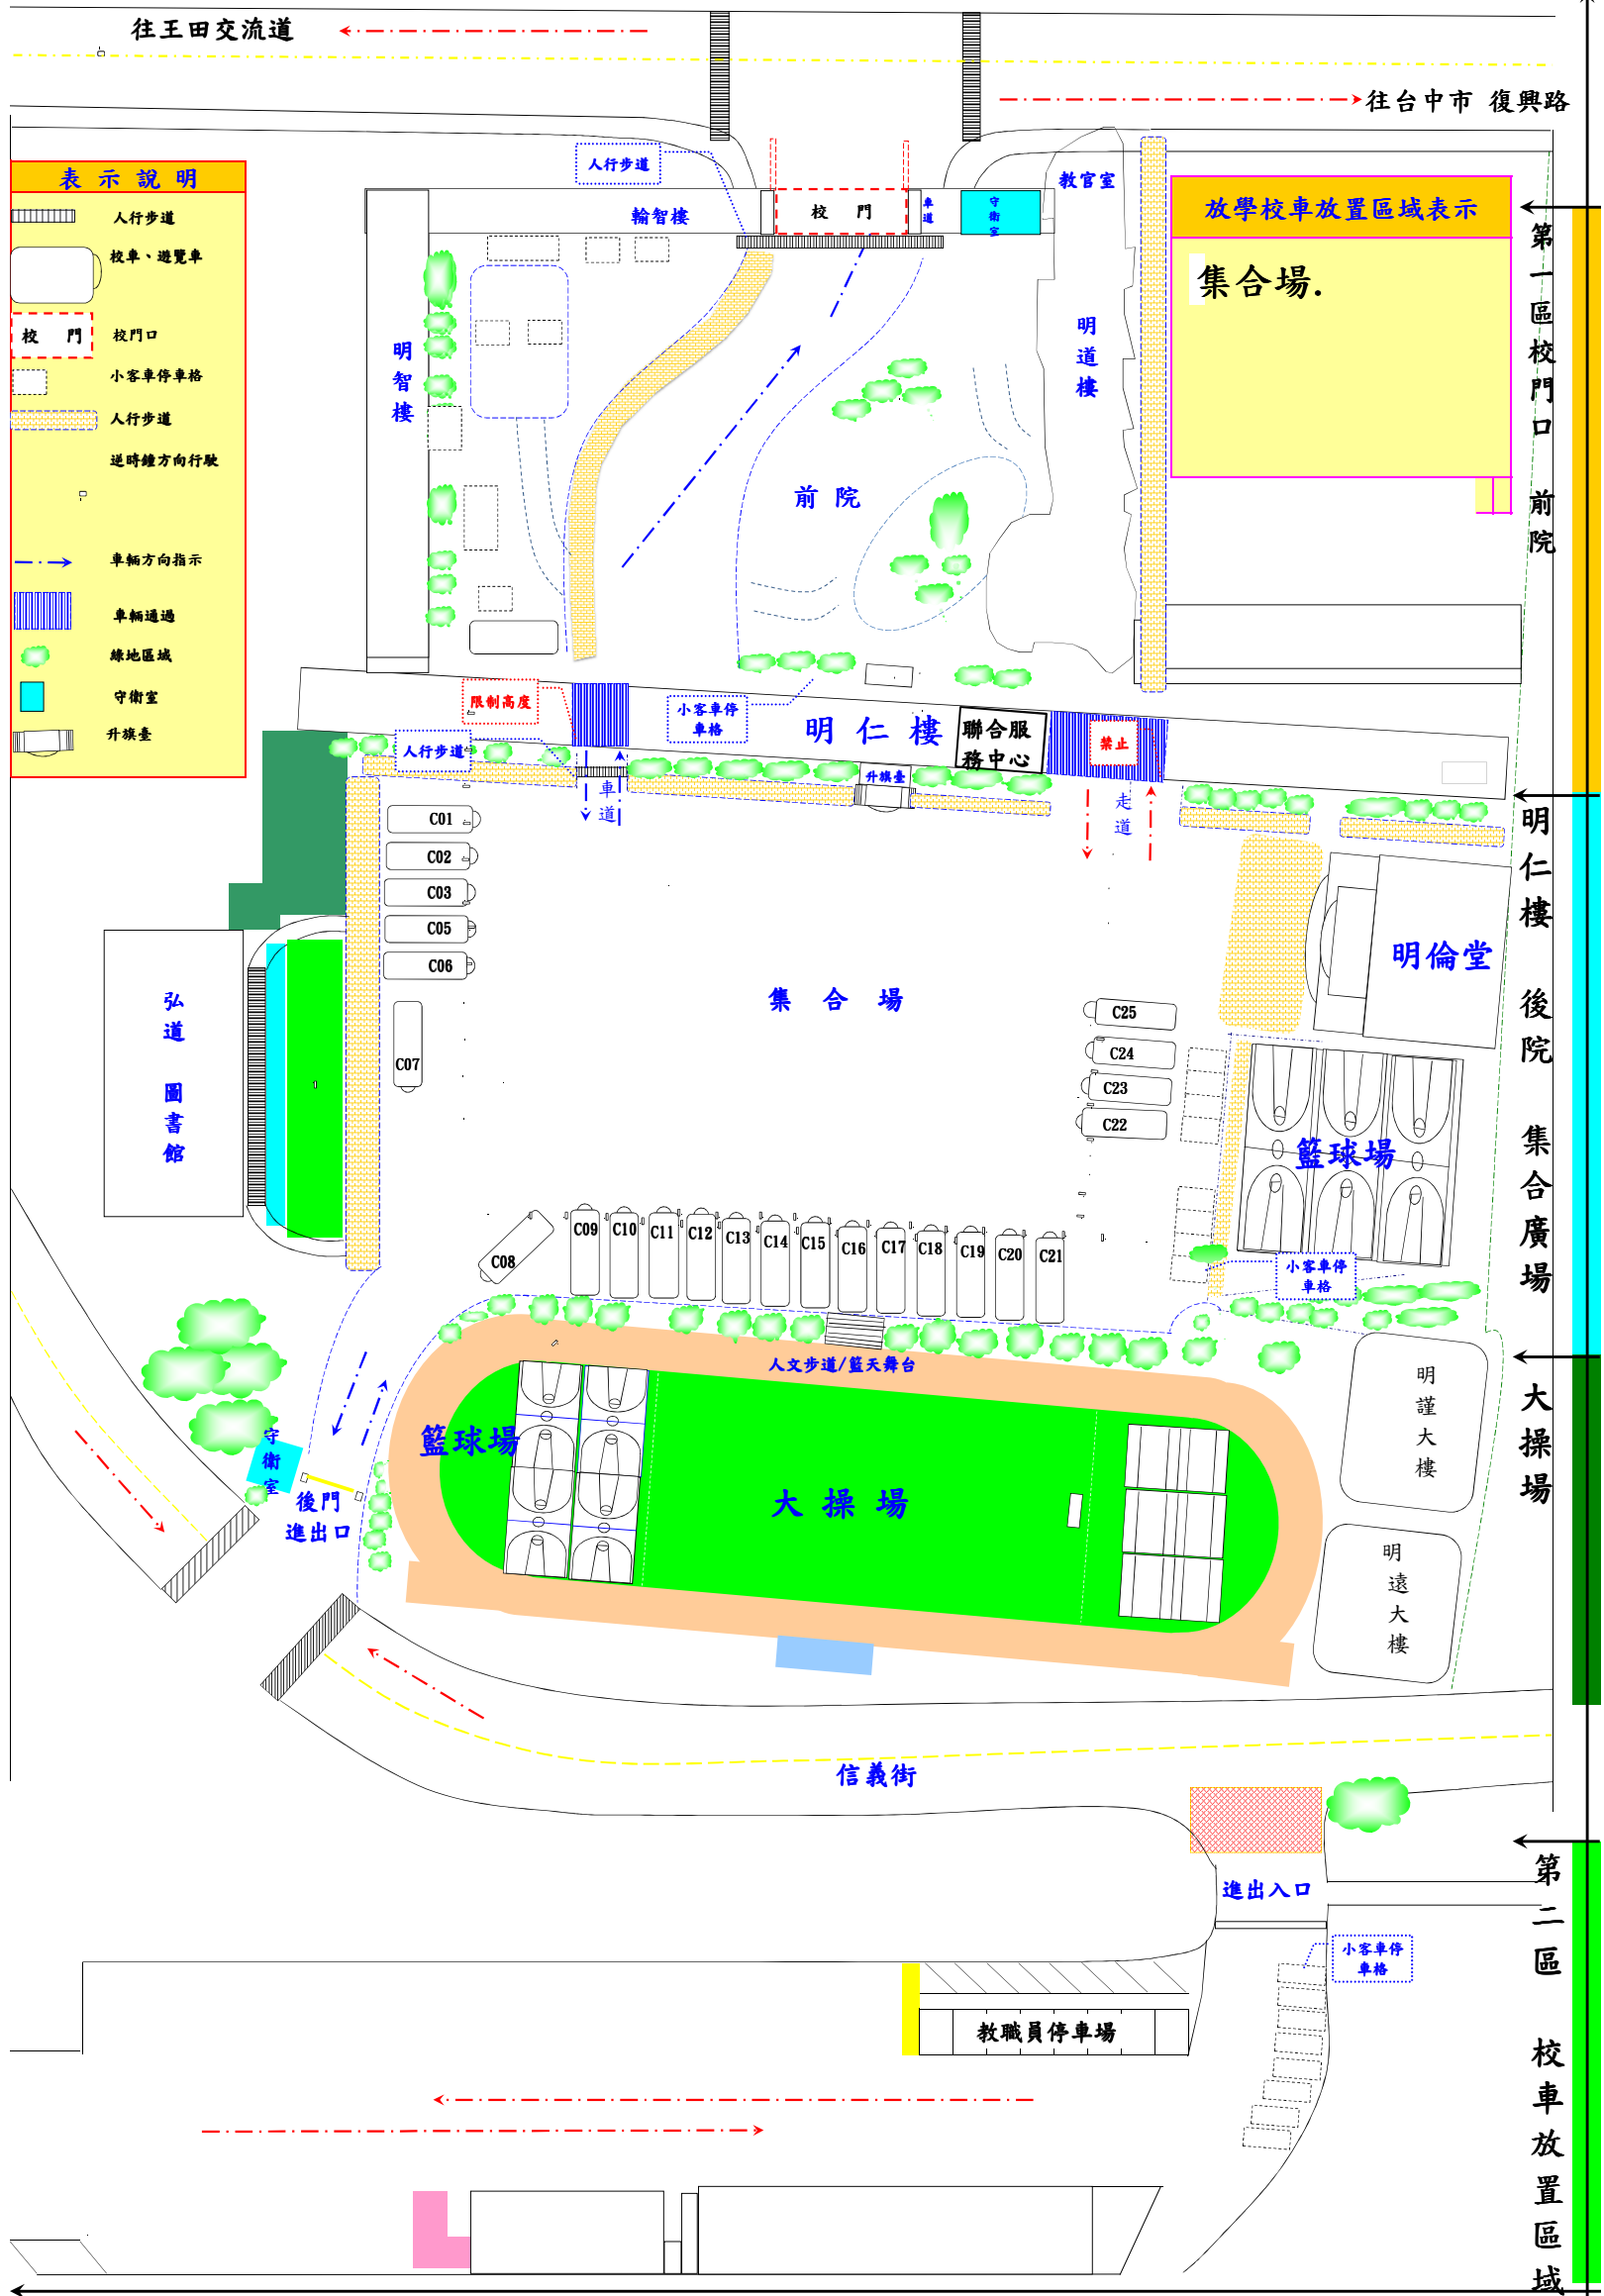 往王田交流道
往台中市 復興路
表示說明
人行步道
校車、遊覽車
校 門
校門口
小客車停車格
人行步道
逆時鐘方向行駛
車輛方向指示
車輛通過
綠地區域
守衛室
升旗臺
人行步道
輸智樓
校 門
車道
守衛室
教官室
放學校車放置區域表示
集合場.
第一區校門口 前院
明智樓
明道樓
前院
限制高度
人行步道
小客車停
車格
明仁樓
聯合服
務中心
禁止
升旗臺
車道
走道
C01
C02
C03
C05
C06
C07
集合場
C25
C24
C23
C22
明倫堂
明仁樓 後院 集合廣場
弘道 圖書館
籃球場
小客車停
車格
C08
C09
C10
C11
C12
C13
C14
C15
C16
C17
C18
C19
C20
C21
人文步道/籃天舞台
籃球場
大操場
明謹大樓
明遠大樓
大操場
守衛室
後門
進出口
信義街
進出入口
小客車停
車格
教職員停車場
第二區 校車放置區域